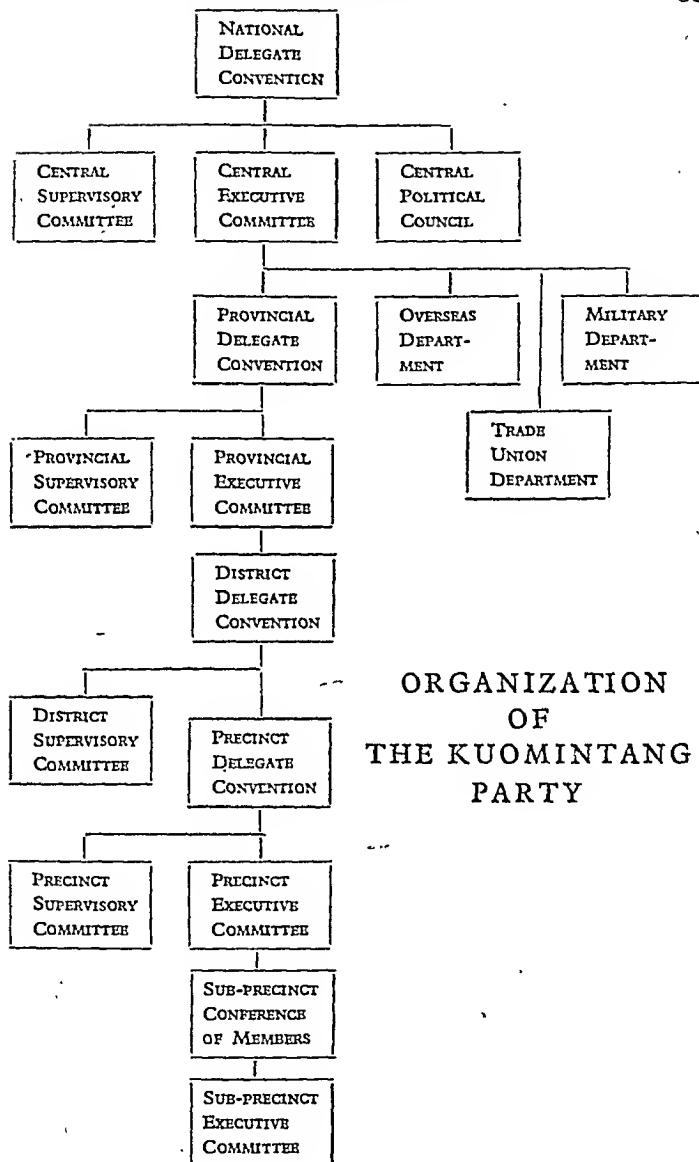 NATIONAL
DELEGATE
CONVENTION
CENTRAL
SUPERVISORY
COMMITTEE
CENTRAL
EXECUTIVE
COMMITTEE
CENTRAL
POLITICAL
COUNCIL
PROVINCIAL
DELEGATE
CONVENTION
OVERSEAS
DEPART-
MENT
MILITARY
DEPART-
MENT
TRADE
UNION
DEPARTMENT
PROVINCIAL
SUPERVISORY
COMMITTEE
PROVINCIAL
EXECUTIVE
COMMITTEE
DISTRICT
DELEGATE
CONVENTION
ORGANIZATION
OF
THE KUOMINTANG
PARTY
DISTRICT
SUPERVISORY
COMMITTEE
PRECINCT
DELEGATE
CONVENTION
PRECINCT
SUPERVISORY
COMMITTEE
PRECINCT
EXECUTIVE
COMMITTEE
SUB-PRECINCT
CONFERENCE
OF MEMBERS
SUB-PRECINCT
EXECUTIVE
COMMITTEE